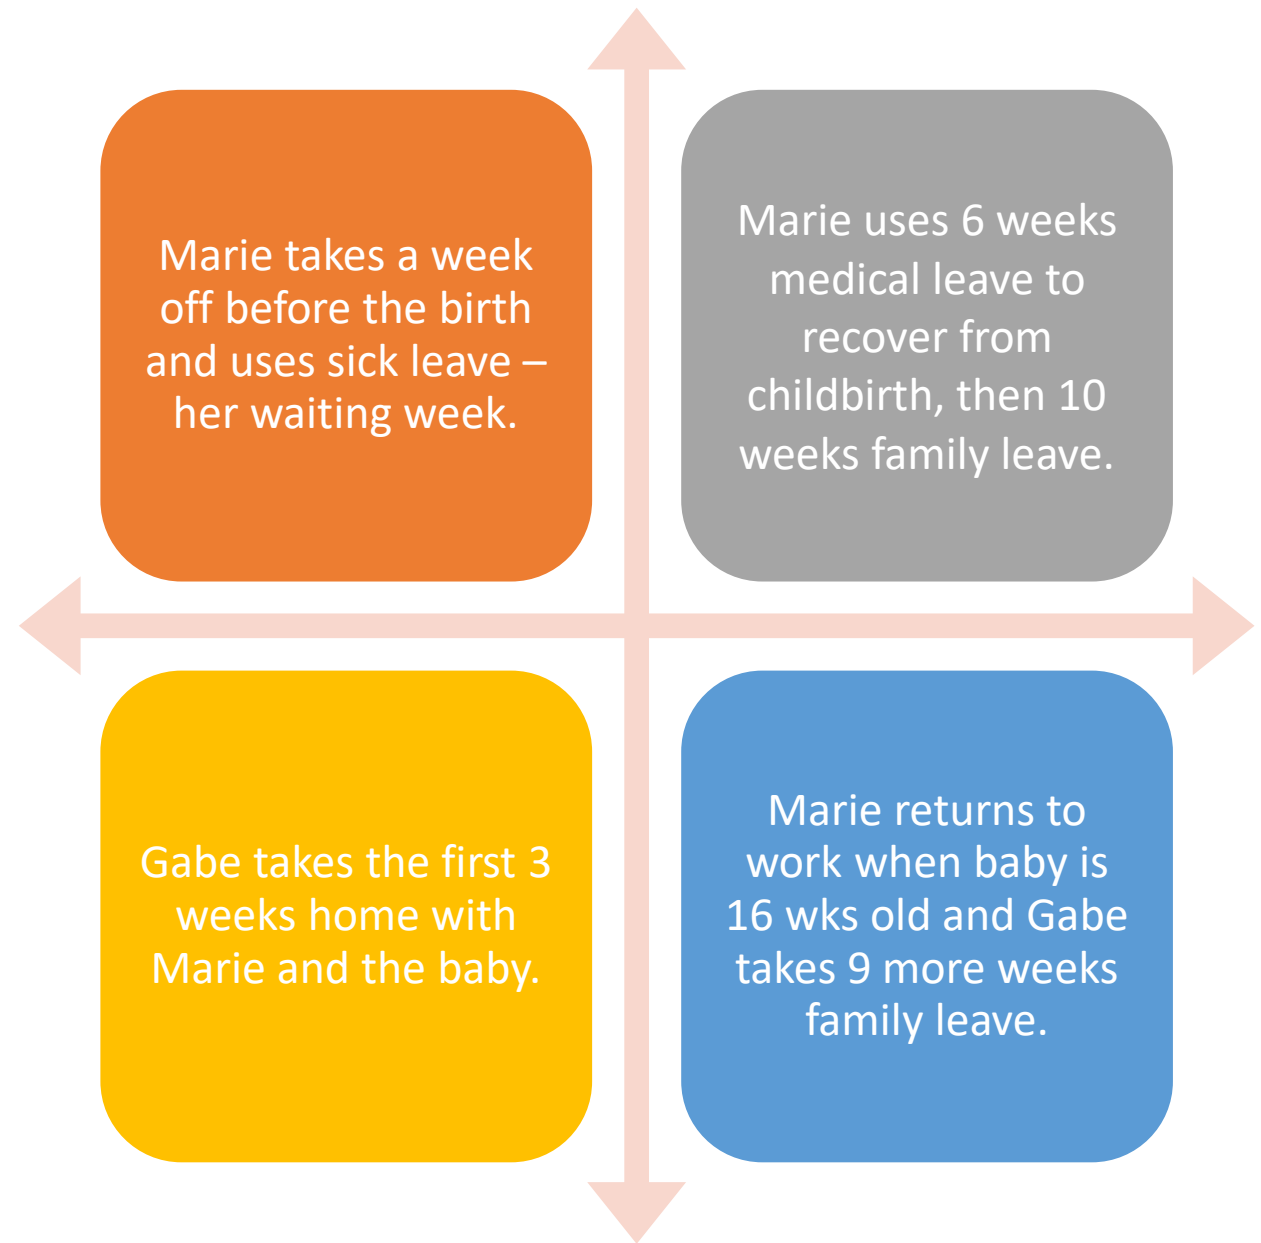 Marie takes a week
off before the birth
and uses sick leave –
her waiting week.
Marie uses 6 weeks
medical leave to
recover from
childbirth, then 10
weeks family leave.
Gabe takes the first 3
weeks home with
Marie and the baby.
Marie returns to
work when baby is
16 wks old and Gabe
takes 9 more weeks
family leave.